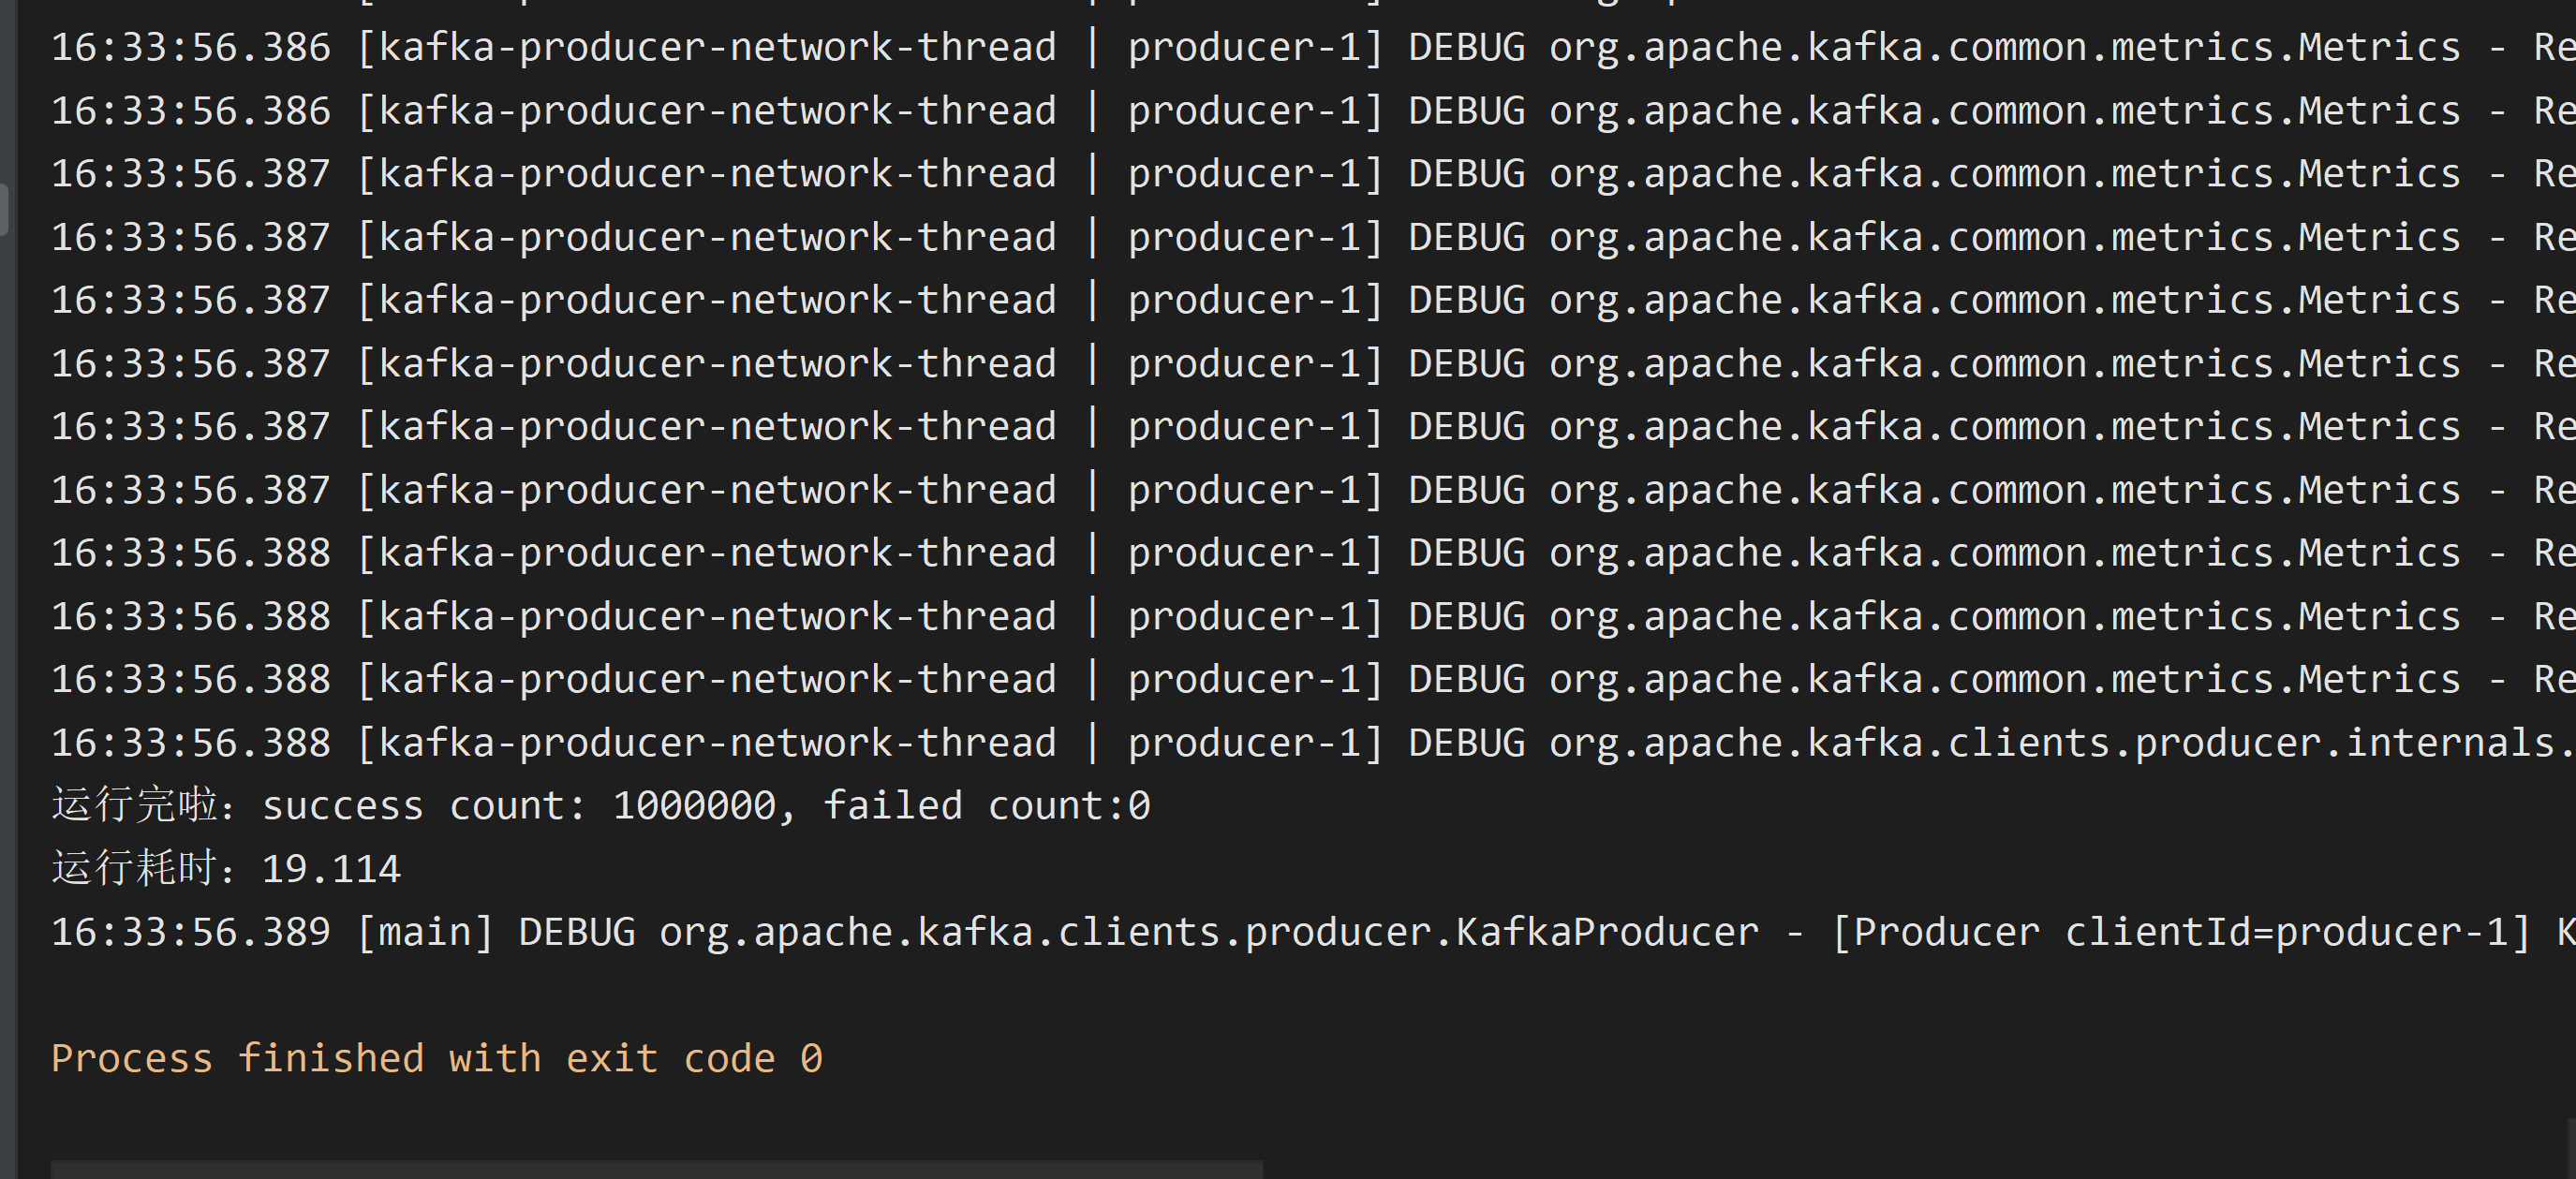 16:33:56.386 [kafka-producer-network-thread | producer-1] DEBUG org.apache.kafka.common.metrics.Metrics - Re
16:33:56.386 [kafka-producer-network-thread | producer-1] DEBUG org.apache.kafka.common.metrics.Metrics - Re
16:33:56.387 [kafka-producer-network-thread | producer-1] DEBUG org.apache.kafka.common.metrics.Metrics - Re
16:33:56.387 [kafka-producer-network-thread | producer-1] DEBUG org.apache.kafka.common.metrics.Metrics - Re
16:33:56.387 [kafka-producer-network-thread | producer-1] DEBUG org.apache.kafka.common.metrics.Metrics - Re
16:33:56.387 [kafka-producer-network-thread | producer-1] DEBUG org.apache.kafka.common.metrics.Metrics - Re
16:33:56.387 [kafka-producer-network-thread | producer-1] DEBUG org.apache.kafka.common.metrics.Metrics - Re
16:33:56.387 [kafka-producer-network-thread | producer-1] DEBUG org.apache.kafka.common.metrics.Metrics - Re
16:33:56.388 [kafka-producer-network-thread | producer-1] DEBUG org.apache.kafka.common.metrics.Metrics - Re
16:33:56.388 [kafka-producer-network-thread | producer-1] DEBUG org.apache.kafka.common.metrics.Metrics - Re
16:33:56.388 [kafka-producer-network-thread | producer-1] DEBUG org.apache.kafka.common.metrics.Metrics - Re
16:33:56.388 [kafka-producer-network-thread | producer-1] DEBUG org.apache.kafka.clients.producer.internals.
运行完啦：success count: 1000000, failed count:0
运行耗时：19.114
16:33:56.389 [main] DEBUG org.apache.kafka.clients.producer.KafkaProducer - [Producer clientId=producer-1] K
Process finished with exit code 0